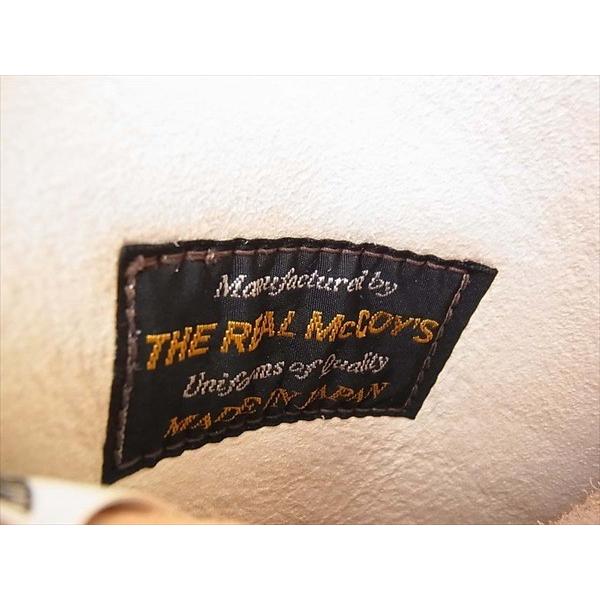 Manufactured by
THE REAL McCOY'S
Uniforms of Quality
MADE IN JAPAN